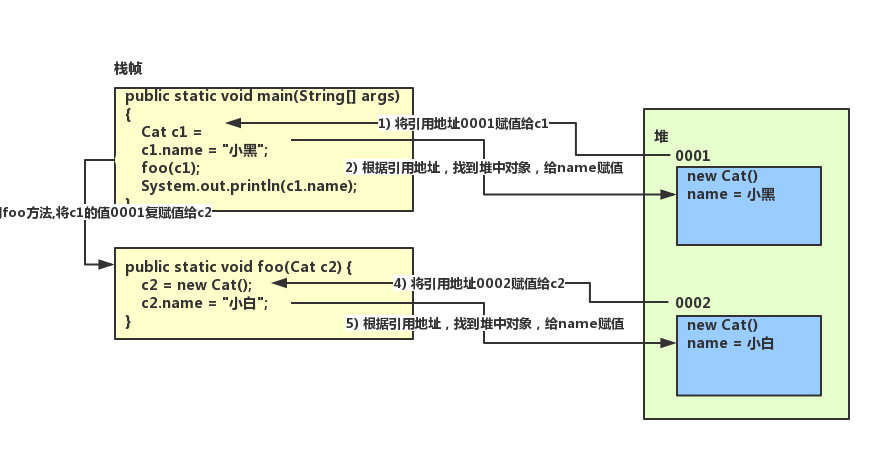 栈帧
public static void main(String[] args)
{
Cat c1 =
c1.name = "小黑";
foo(c1);
System.out.println(c1.name);
}
1) 将引用地址0001赋值给c1
2) 根据引用地址，找到堆中对象，给name赋值
foo方法,将c1的值0001复赋值给c2
public static void foo(Cat c2) {
c2 = new Cat();
c2.name = "小白";
}
4) 将引用地址0002赋值给c2
5) 根据引用地址，找到堆中对象，给name赋值
堆
0001
new Cat()
name = 小黑
0002
new Cat()
name = 小白